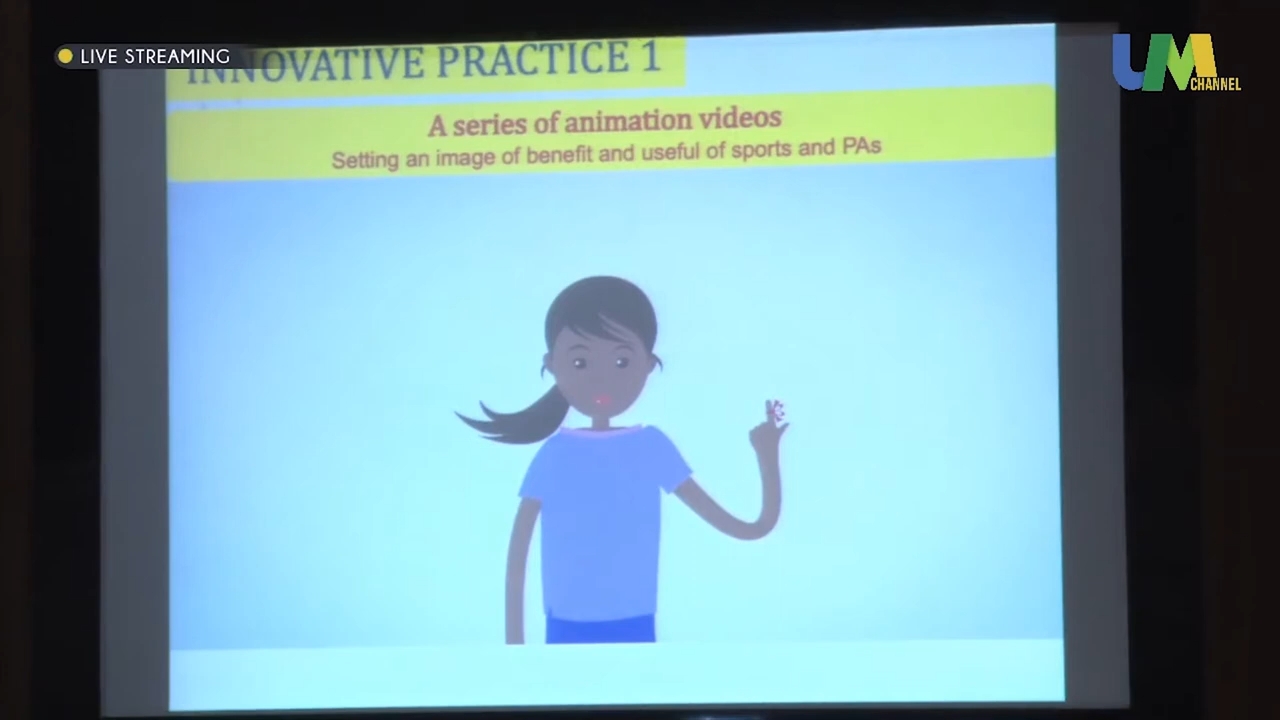 LIVE STREAMING
INNOVATIVE PRACTICE 1
UM
CHANNEL
A series of animation videos
Setting an image of benefit and useful of sports and PAs